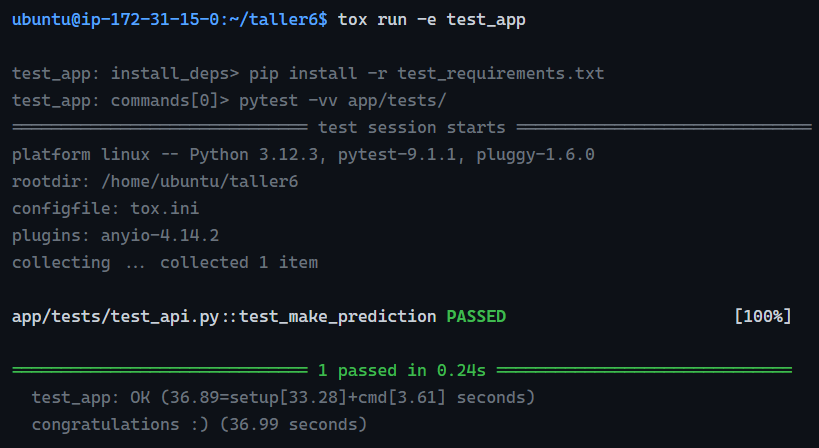 ubuntu@ip-172-31-15-0:~/taller6$ tox run -e test_app
test_app: install_deps> pip install -r test_requirements.txt
test_app: commands[0]> pytest -vv app/tests/
============================== test session starts ==============================
platform linux -- Python 3.12.3, pytest-9.1.1, pluggy-1.6.0
rootdir: /home/ubuntu/taller6
configfile: tox.ini
plugins: anyio-4.14.2
collecting ... collected 1 item
app/tests/test_api.py::test_make_prediction PASSED [100%]
============================== 1 passed in 0.24s ==============================
test_app: OK (36.89=setup[33.28]+cmd[3.61] seconds)
congratulations :) (36.99 seconds)